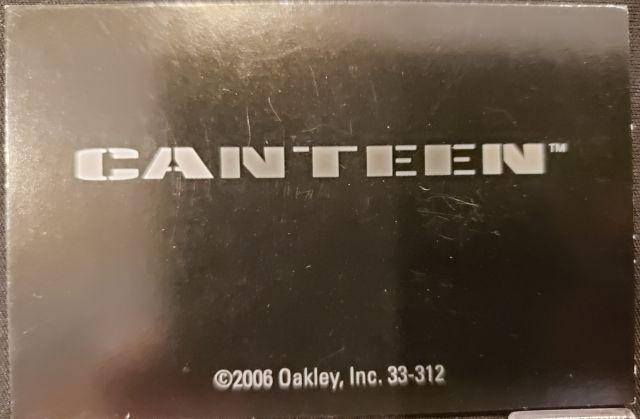 CANTEEN™
©2006 Oakley, Inc. 33-312